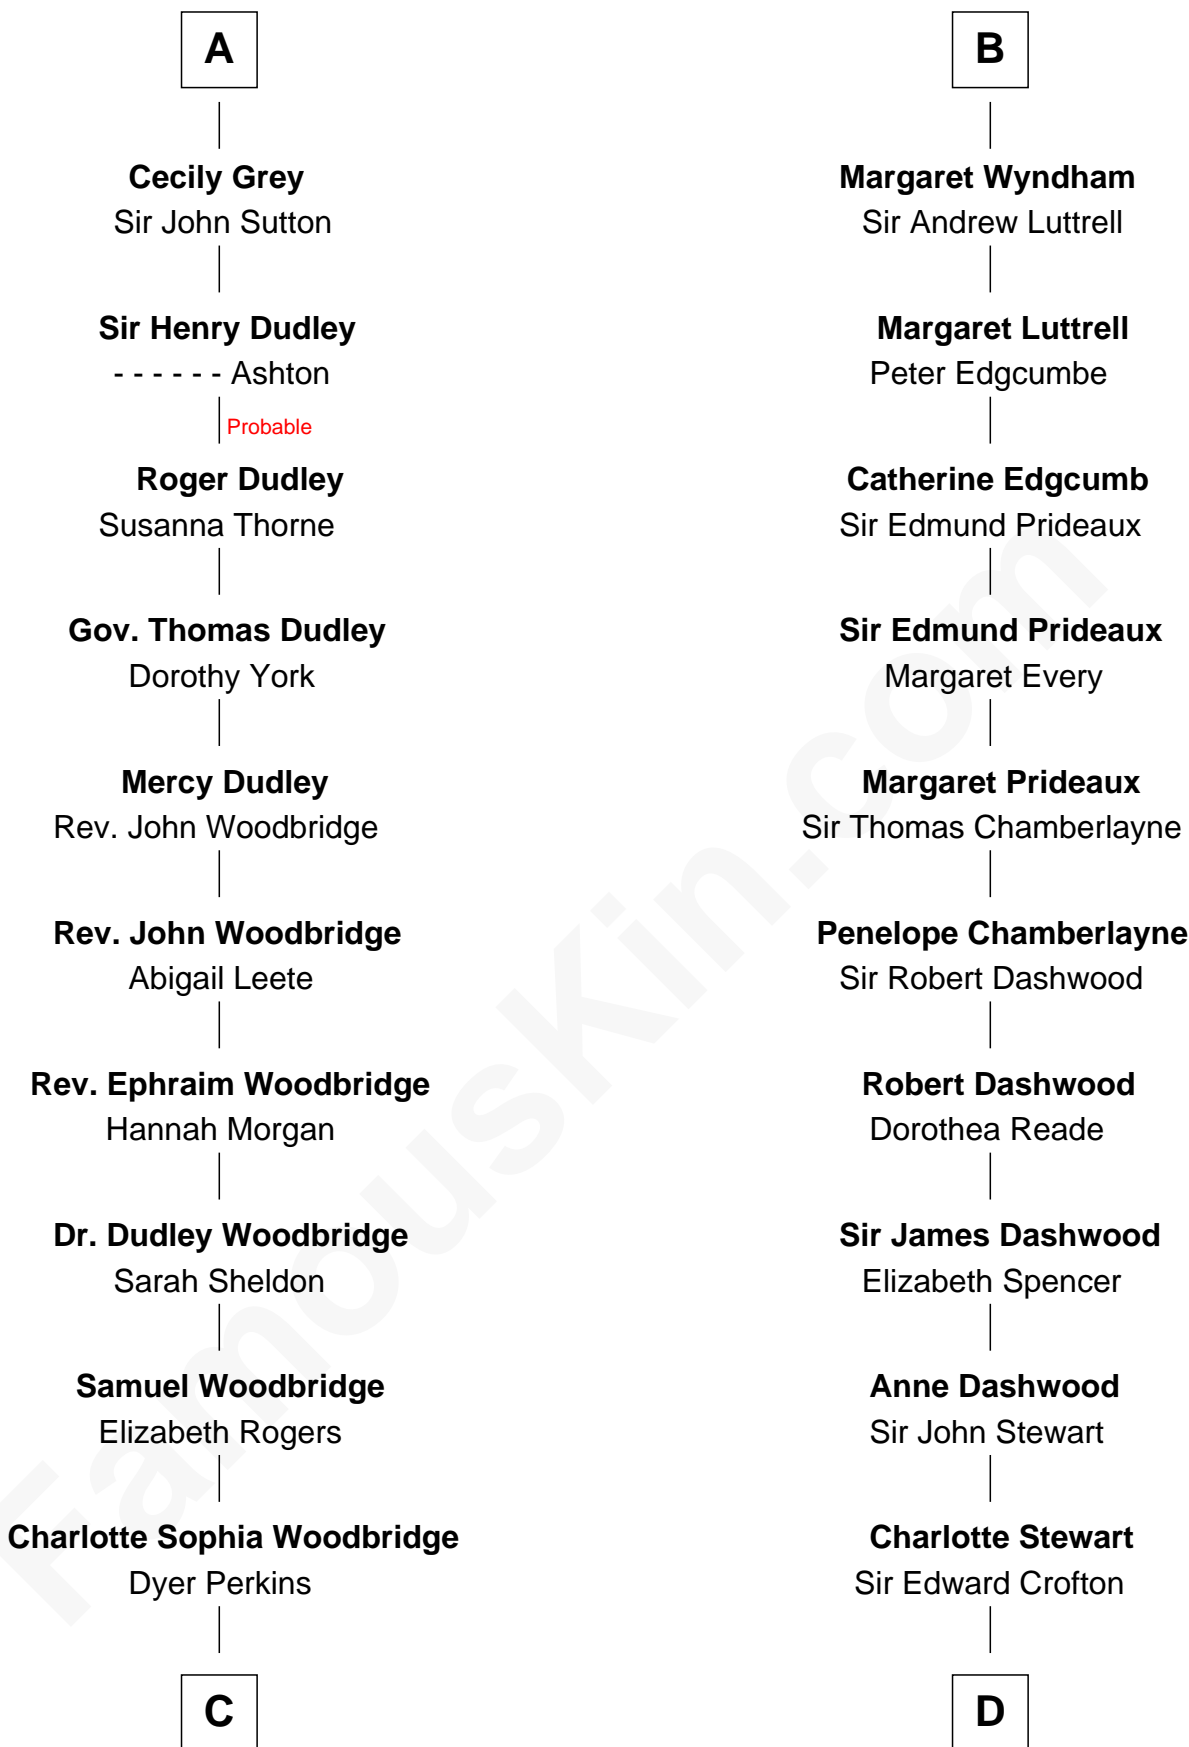 A
Cecily Grey
Sir John Sutton
Sir Henry Dudley
- - - - - - Ashton
Probable
Roger Dudley
Susanna Thorne
Gov. Thomas Dudley
Dorothy York
Mercy Dudley
Rev. John Woodbridge
Rev. John Woodbridge
Abigail Leete
Rev. Ephraim Woodbridge
Hannah Morgan
Dr. Dudley Woodbridge
Sarah Sheldon
Samuel Woodbridge
Elizabeth Rogers
Charlotte Sophia Woodbridge
Dyer Perkins
C
B
Margaret Wyndham
Sir Andrew Luttrell
Margaret Luttrell
Peter Edgcumbe
Catherine Edgcumb
Sir Edmund Prideaux
Sir Edmund Prideaux
Margaret Every
Margaret Prideaux
Sir Thomas Chamberlayne
Penelope Chamberlayne
Sir Robert Dashwood
Robert Dashwood
Dorothea Reade
Sir James Dashwood
Elizabeth Spencer
Anne Dashwood
Sir John Stewart
Charlotte Stewart
Sir Edward Crofton
D
FamousKin.com